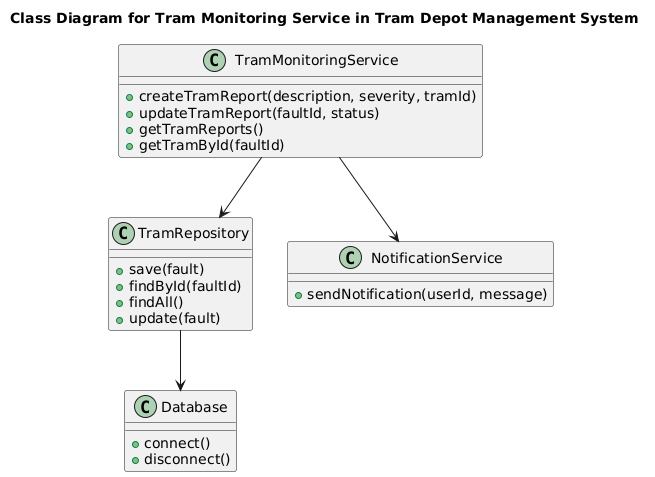 Class Diagram for Tram Monitoring Service in Tram Depot Management System
C TramMonitoringService
createTramReport(description, severity, tramId)
updateTramReport(faultId, status)
getTramReports()
getTramById(faultId)
C TramRepository
save(fault)
findById(faultId)
findAll()
update(fault)
C NotificationService
sendNotification(userId, message)
C Database
connect()
disconnect()